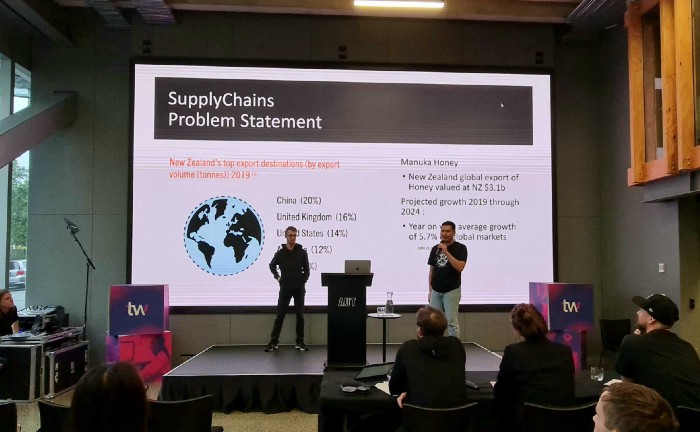 SupplyChains
Problem Statement
New Zealand's top export destinations (by export
volume (tonnes)) 2019
China (20%)
United Kingdom (16%)
States (14%)
(12%)
Manuka Honey
• New Zealand global export of
Honey valued at NZ $3.1b
Projected growth 2019 through
2024 :
• Year on average growth
of 5.7% global markets
tw
tw